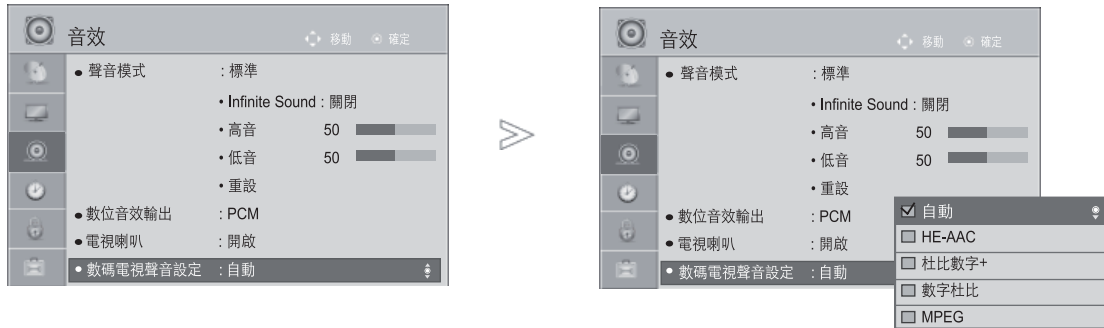 音效
移動 確定
● 聲音模式 : 標準
• Infinite Sound : 關閉
• 高音 50
• 低音 50
• 重設
● 數位音效輸出 : PCM
● 電視喇叭 : 開啟
● 數碼電視聲音設定 : 自動
音效
移動 確定
● 聲音模式 : 標準
• Infinite Sound : 關閉
• 高音 50
• 低音 50
• 重設
● 數位音效輸出 : PCM
● 電視喇叭 : 開啟
● 數碼電視聲音設定 : 自動
自動
HE-AAC
杜比數字+
數字杜比
MPEG